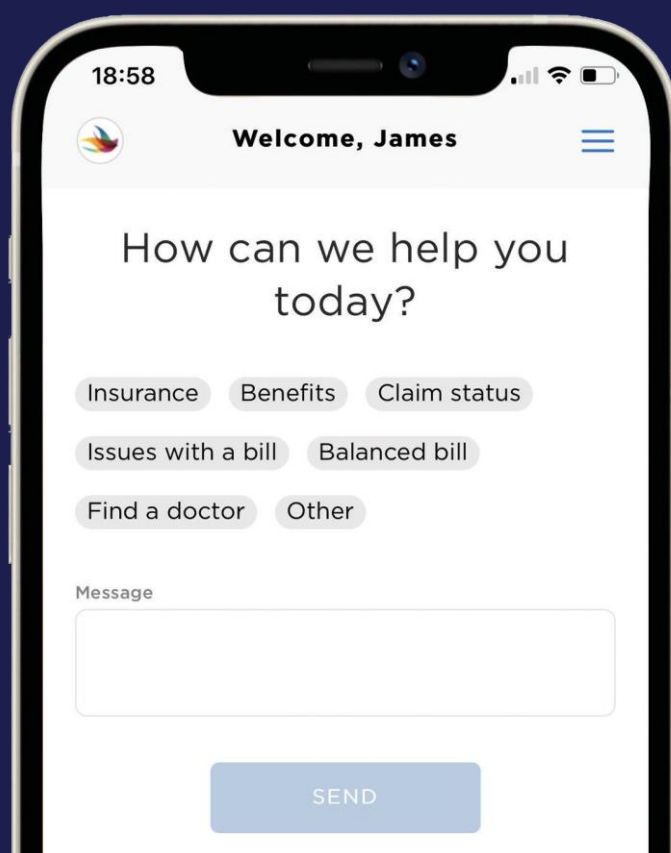 18:58
Welcome, James
How can we help you
today?
Insurance Benefits Claim status
Issues with a bill Balanced bill
Find a doctor Other
Message
SEND